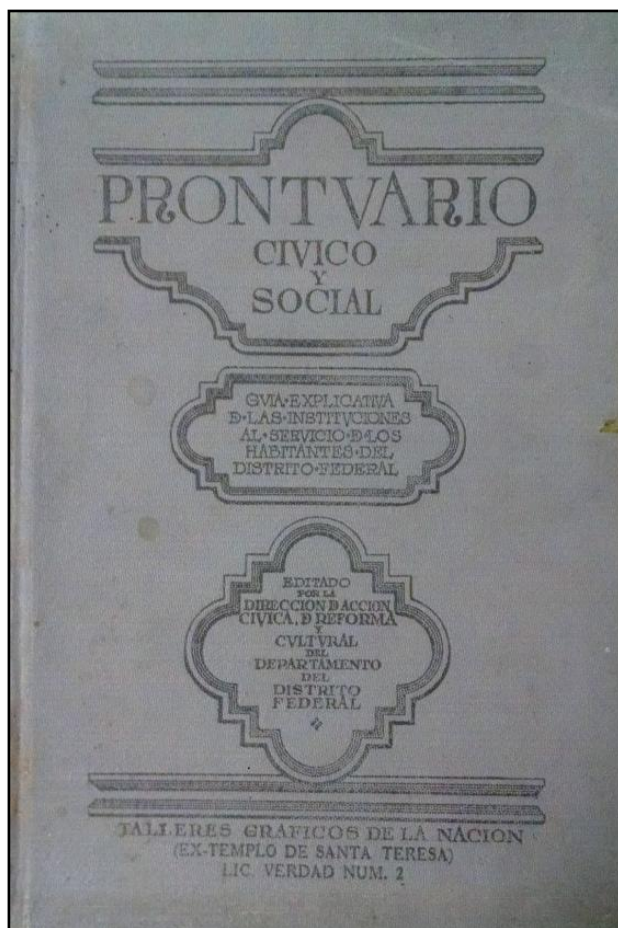 PRONTVARIO
CIVICO
Y
SOCIAL
GVIA·EXPLICATIVA
D·LAS·INSTITVCIONES
AL·SERVICIO·D·LOS
HABITANTES·DEL
DISTRITO·FEDERAL
EDITADO
POR LA
DIRECCION D ACCION
CIVICA, D REFORMA
Y
CVLTVRAL
DEL
DEPARTAMENTO
DEL
DISTRITO
FEDERAL
TALLERES GRAFICOS DE LA NACION
(EX-TEMPLO DE SANTA TERESA)
LIC. VERDAD NUM. 2